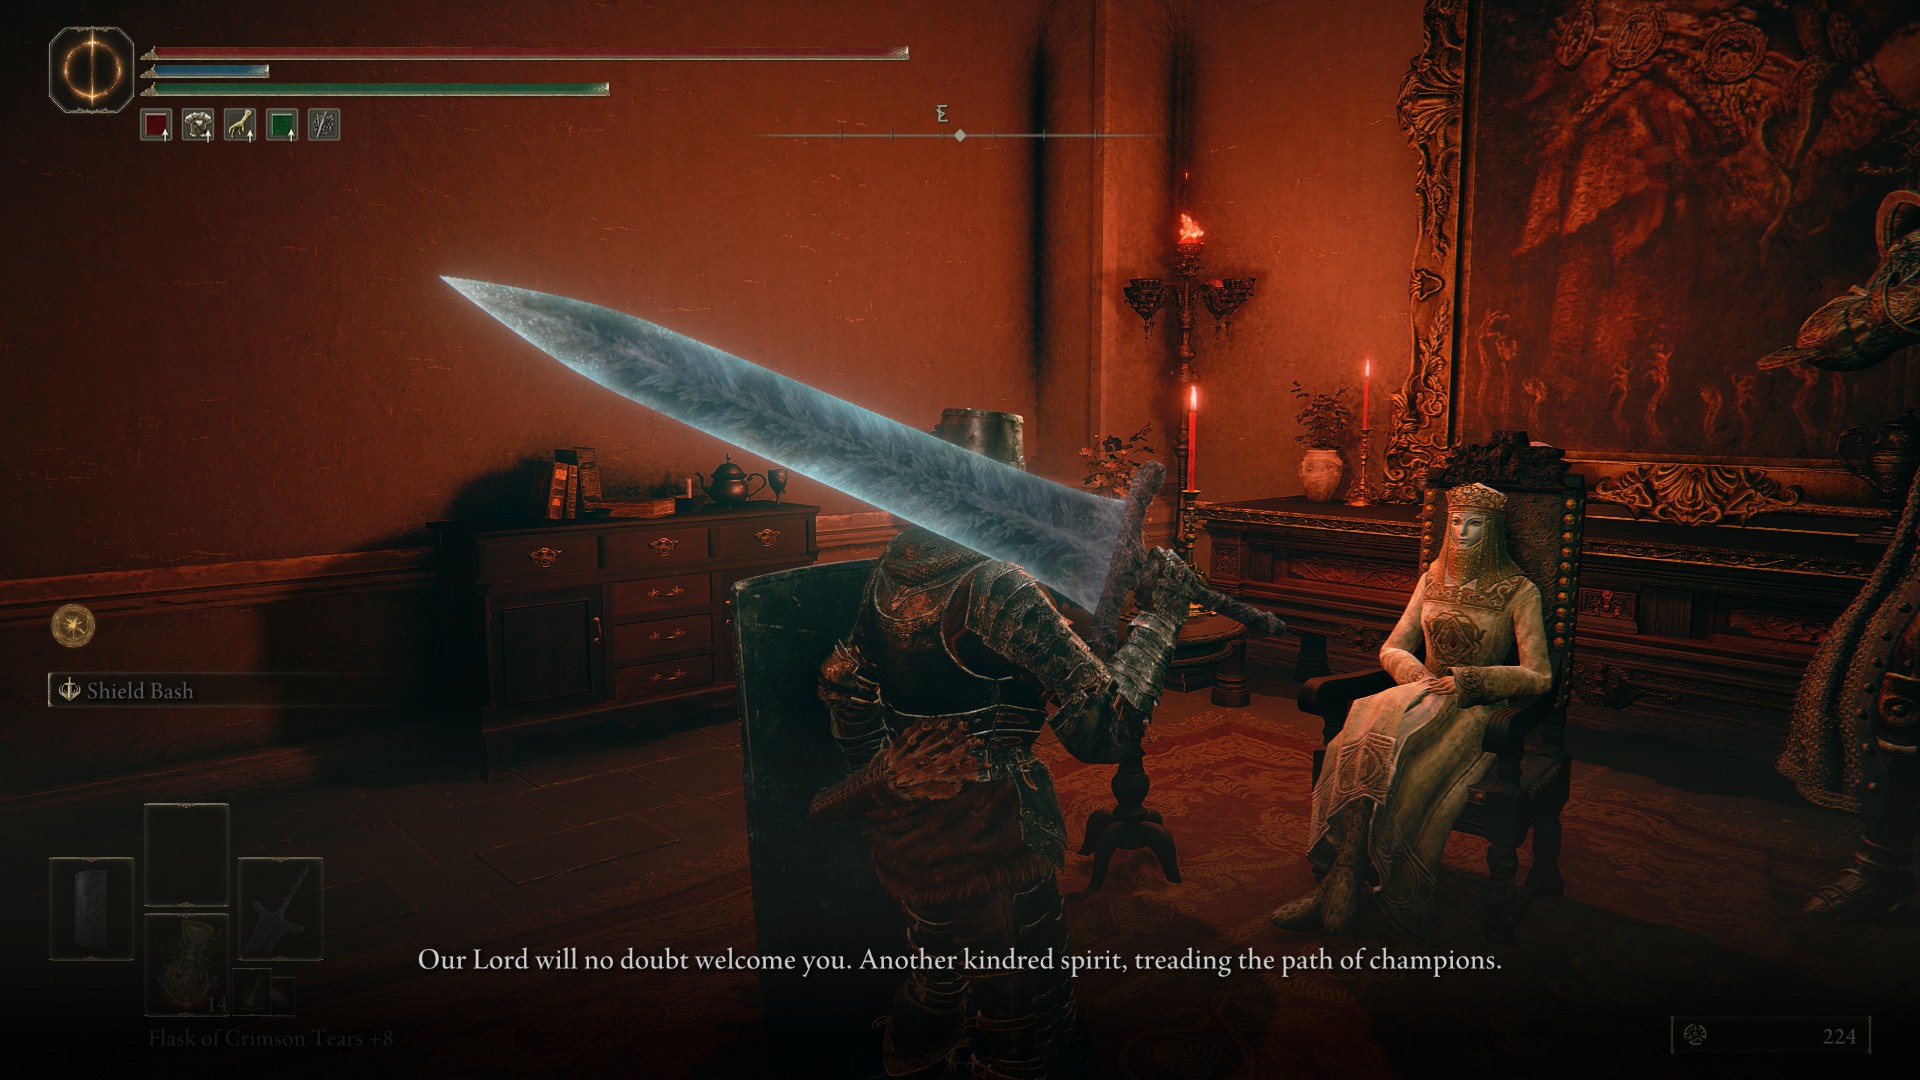 E
Shield Bash
Our Lord will no doubt welcome you. Another kindred spirit, treading the path of champions.
14
Flask of Crimson Tears +8
224